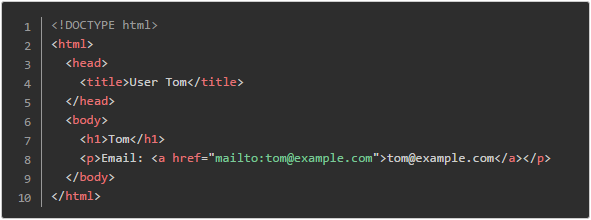 1 <!DOCTYPE html>
2 <html>
3   <head>
4     <title>User Tom</title>
5   </head>
6   <body>
7     <h1>Tom</h1>
8     <p>Email: <a href="mailto:tom@example.com">tom@example.com</a></p>
9   </body>
10 </html>